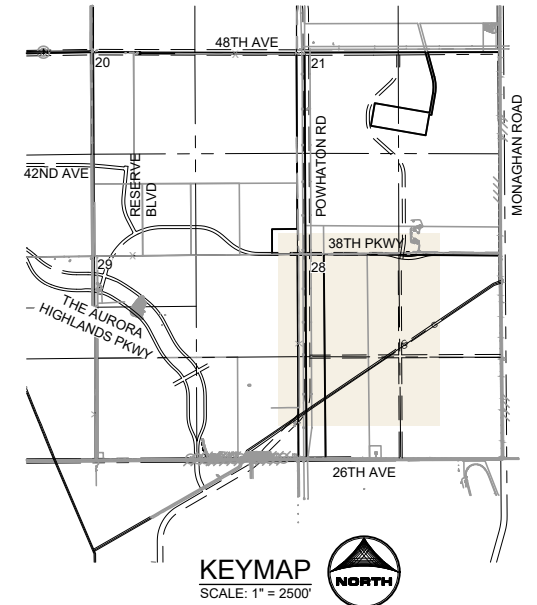 48TH AVE
20
21
POWHATON RD
MONAGHAN ROAD
42ND AVE
RESERVE
BLVD
38TH PKWY
29
28
THE AURORA
HIGHLANDS PKWY
26TH AVE
KEYMAP
SCALE: 1" = 2500'
NORTH